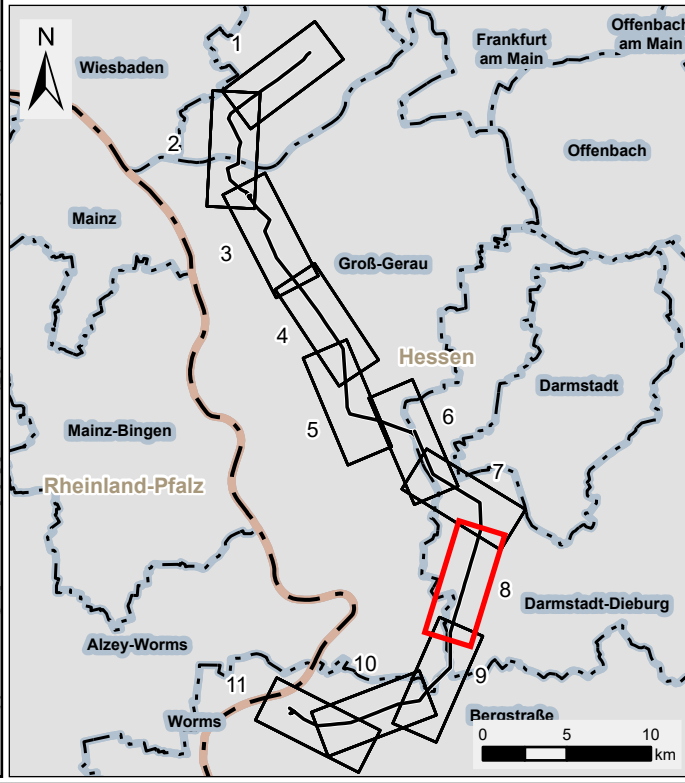 1
Frankfurt
am Main
Offenbach
am Main
N
Wiesbaden
2
Offenbach
Mainz
3
Groß-Gerau
4
Hessen
Darmstadt
5
6
Mainz-Bingen
7
Rheinland-Pfalz
8
Darmstadt-Dieburg
Alzey-Worms
10
9
11
Worms
Bergstraße
0 5 10
km